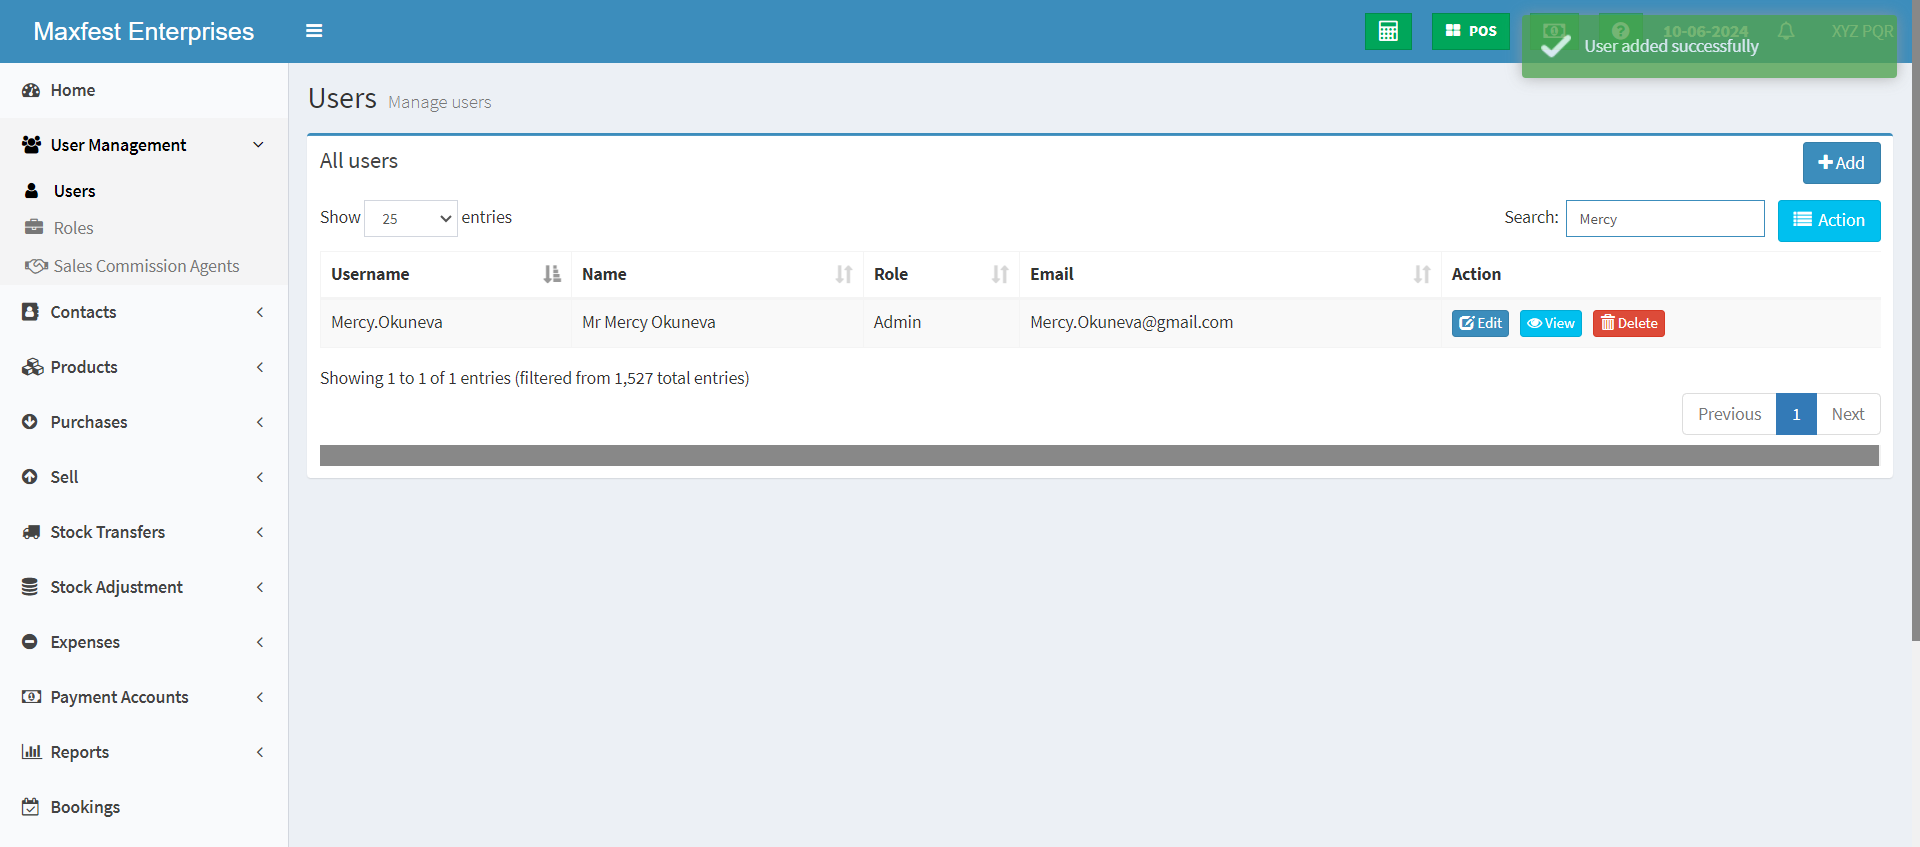 Maxfest Enterprises
POS
10-06-2024
XYZ PQR
User added successfully
Home
User Management
Users
Roles
Sales Commission Agents
Contacts
Products
Purchases
Sell
Stock Transfers
Stock Adjustment
Expenses
Payment Accounts
Reports
Bookings
Users Manage users
All users
Add
Show 25 entries
Search: Mercy
Action
Username Name Role Email Action
Mercy.Okuneva Mr Mercy Okuneva Admin Mercy.Okuneva@gmail.com Edit View Delete
Showing 1 to 1 of 1 entries (filtered from 1,527 total entries)
Previous 1 Next